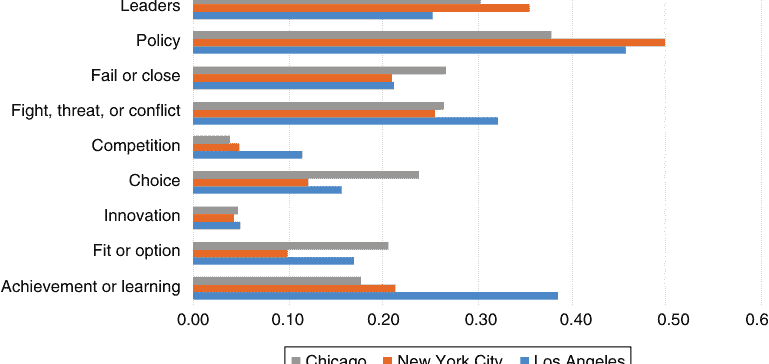 Leaders
Policy
Fail or close
Fight, threat, or conflict
Competition
Choice
Innovation
Fit or option
Achievement or learning
0.00 0.10 0.20 0.30 0.40 0.50 0.6
Chicago New York City Los Angeles